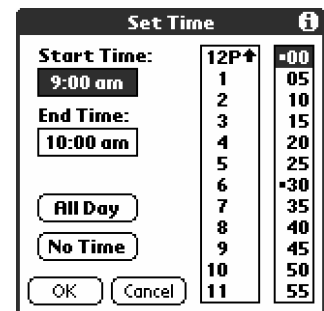 Set Time
Start Time:
9:00 am
End Time:
10:00 am
All Day
No Time
OK
Cancel
12P
1
2
3
4
5
6
7
8
9
10
11
00
05
10
15
20
25
30
35
40
45
50
55